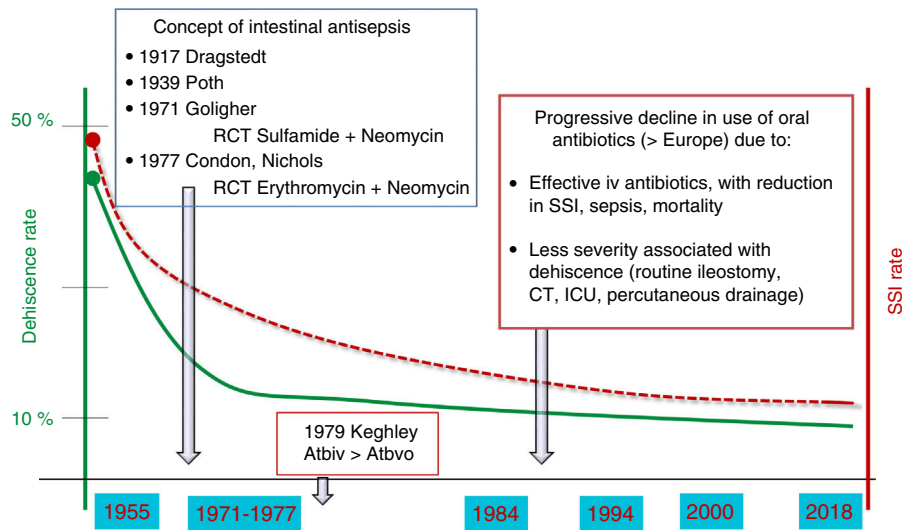 Concept of intestinal antisepsis
• 1917 Dragstedt
• 1939 Poth
• 1971 Goligher
RCT Sulfamide + Neomycin
• 1977 Condon, Nichols
RCT Erythromycin + Neomycin
Progressive decline in use of oral
antibiotics (> Europe) due to:
• Effective iv antibiotics, with reduction
in SSI, sepsis, mortality
• Less severity associated with
dehiscence (routine ileostomy,
CT, ICU, percutaneous drainage)
50 %
10 %
Dehiscence rate
SSI rate
1979 Keghley
Atbiv > Atbvo
1955
1971-1977
1984
1994
2000
2018